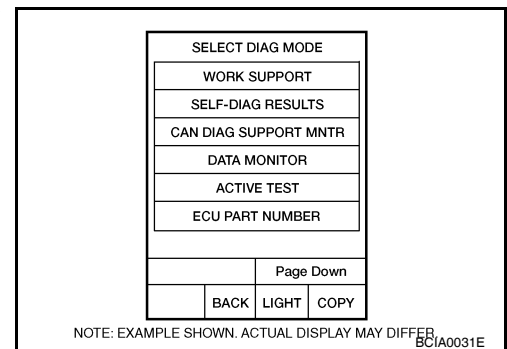 SELECT DIAG MODE
WORK SUPPORT
SELF-DIAG RESULTS
CAN DIAG SUPPORT MNTR
DATA MONITOR
ACTIVE TEST
ECU PART NUMBER
Page Down
BACK LIGHT COPY
NOTE: EXAMPLE SHOWN. ACTUAL DISPLAY MAY DIFFER.
BCIA0031E